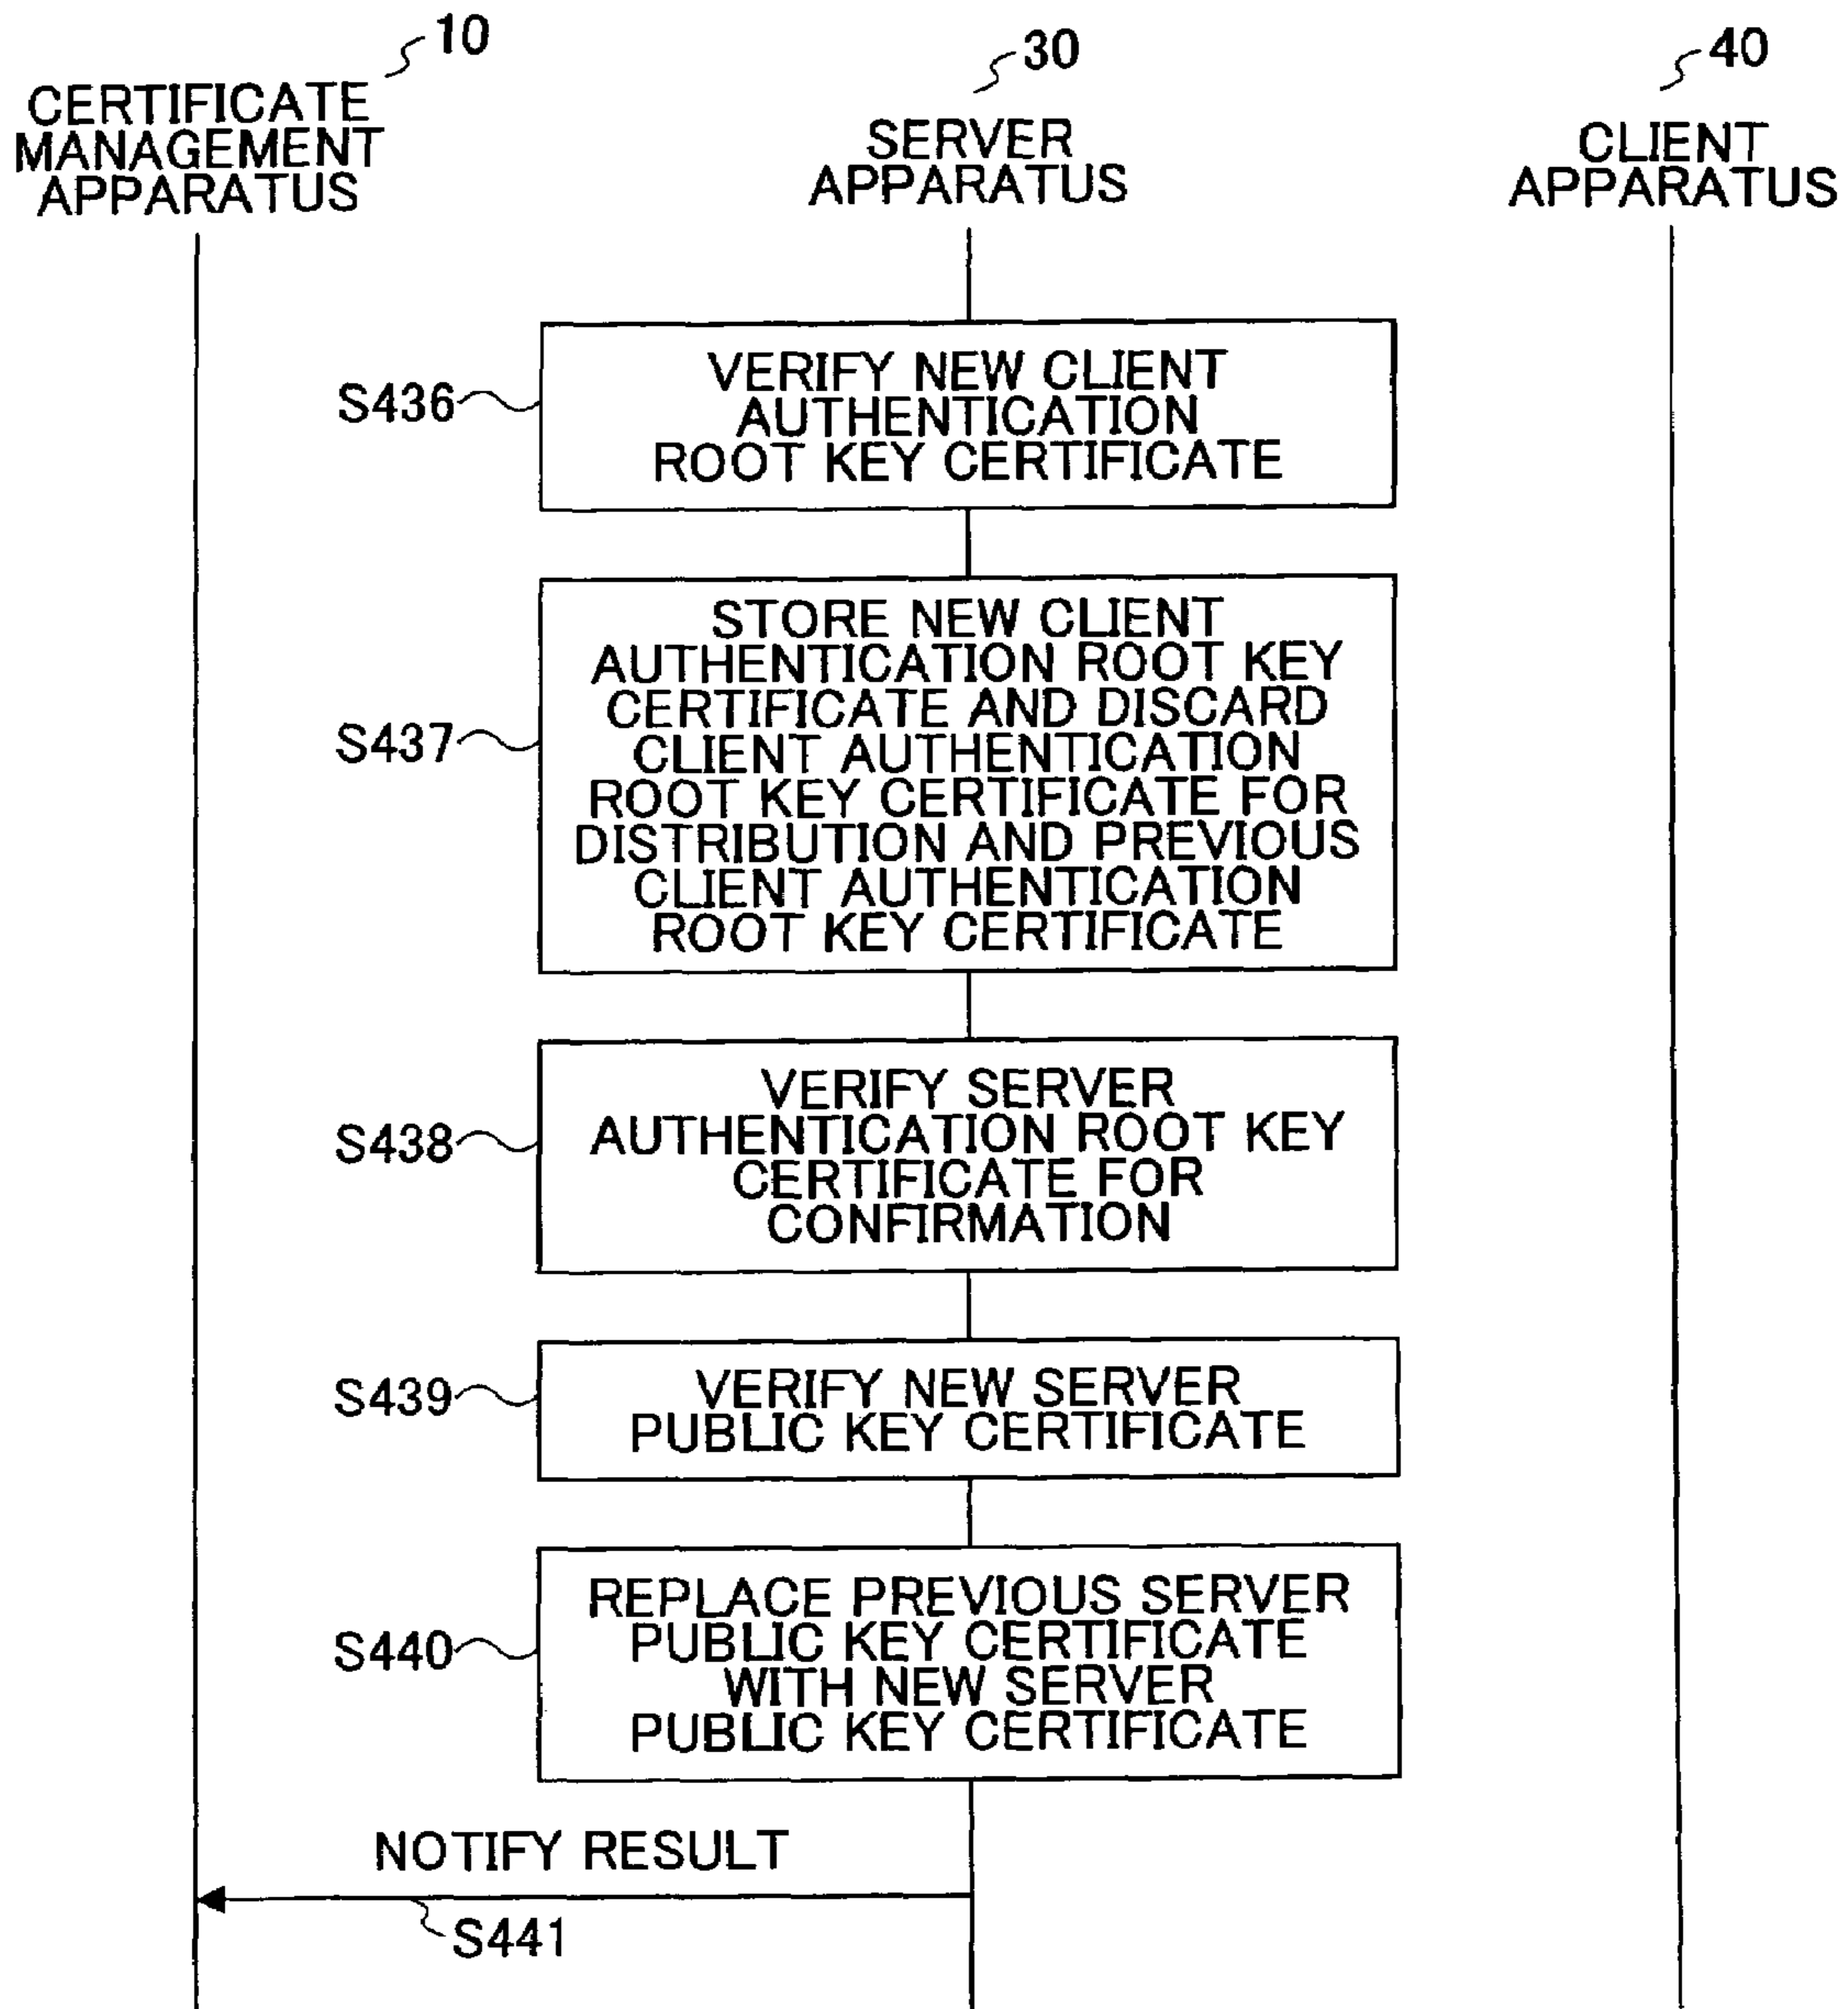 10
CERTIFICATE
MANAGEMENT
APPARATUS
30
SERVER
APPARATUS
40
CLIENT
APPARATUS
S436
VERIFY NEW CLIENT
AUTHENTICATION
ROOT KEY CERTIFICATE
S437
STORE NEW CLIENT
AUTHENTICATION ROOT KEY
CERTIFICATE AND DISCARD
CLIENT AUTHENTICATION
ROOT KEY CERTIFICATE FOR
DISTRIBUTION AND PREVIOUS
CLIENT AUTHENTICATION
ROOT KEY CERTIFICATE
S438
VERIFY SERVER
AUTHENTICATION ROOT KEY
CERTIFICATE FOR
CONFIRMATION
S439
VERIFY NEW SERVER
PUBLIC KEY CERTIFICATE
S440
REPLACE PREVIOUS SERVER
PUBLIC KEY CERTIFICATE
WITH NEW SERVER
PUBLIC KEY CERTIFICATE
NOTIFY RESULT
S441